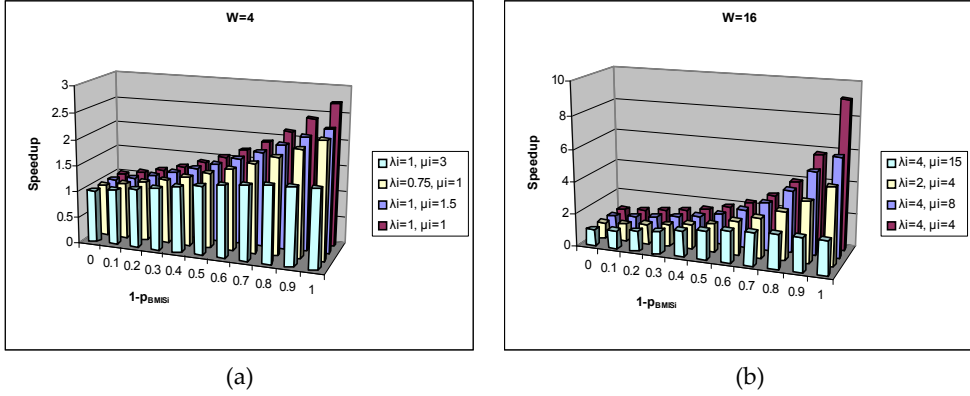 W=4
3
2.5
2
1.5
1
0.5
0
Speedup
0 0.1 0.2 0.3 0.4 0.5 0.6 0.7 0.8 0.9 1
1-pBMISi
λi=1, μi=3
λi=0.75, μi=1
λi=1, μi=1.5
λi=1, μi=1
(a)
W=16
10
8
6
4
2
0
Speedup
0 0.1 0.2 0.3 0.4 0.5 0.6 0.7 0.8 0.9 1
1-pBMISi
λi=4, μi=15
λi=2, μi=4
λi=4, μi=8
λi=4, μi=4
(b)